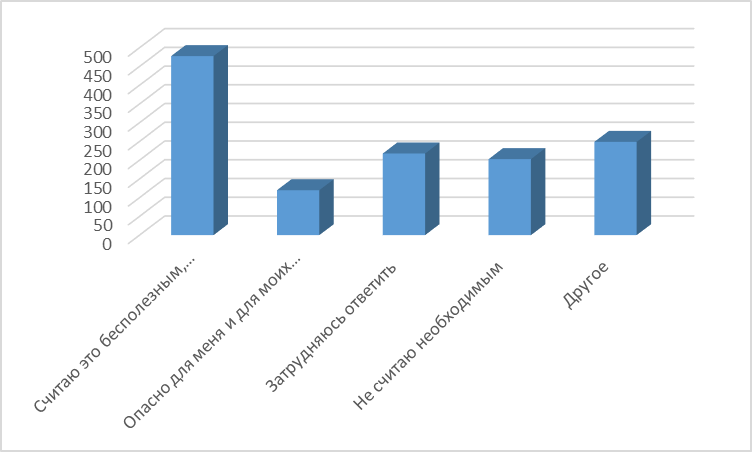 500
450
400
350
300
250
200
150
100
50
0
Считаю это бесполезным,...
Опасно для меня и для моих...
Затрудняюсь ответить
Не считаю необходимым
Другое